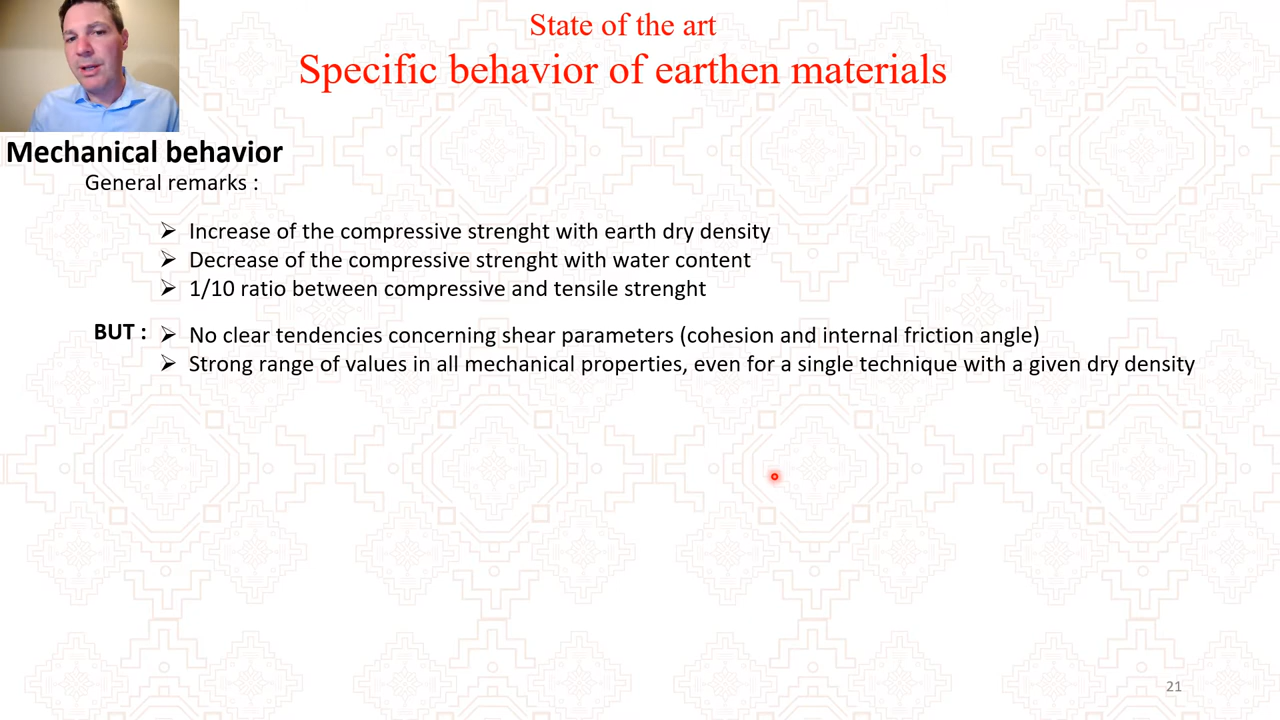 State of the art
Specific behavior of earthen materials
Mechanical behavior
General remarks :
➢ Increase of the compressive strenght with earth dry density
➢ Decrease of the compressive strenght with water content
➢ 1/10 ratio between compressive and tensile strenght
BUT : ➢ No clear tendencies concerning shear parameters (cohesion and internal friction angle)
➢ Strong range of values in all mechanical properties, even for a single technique with a given dry density
21